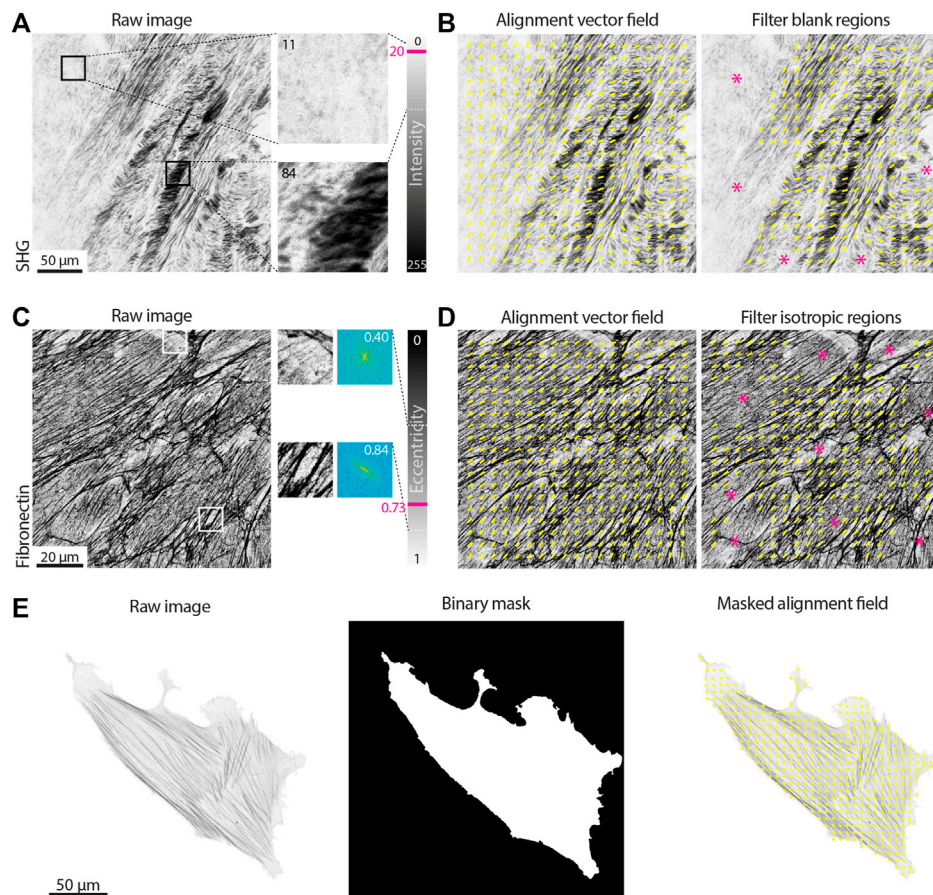 A
Raw image
11
84
0
20
Intensity
255
SHG
50 µm
B
Alignment vector field
Filter blank regions
*
*
*
*
*
C
Raw image
0.40
0.84
0
Eccentricity
0.73
1
Fibronectin
20 µm
D
Alignment vector field
Filter isotropic regions
*
*
*
*
*
*
*
*
*
E
Raw image
Binary mask
Masked alignment field
50 µm